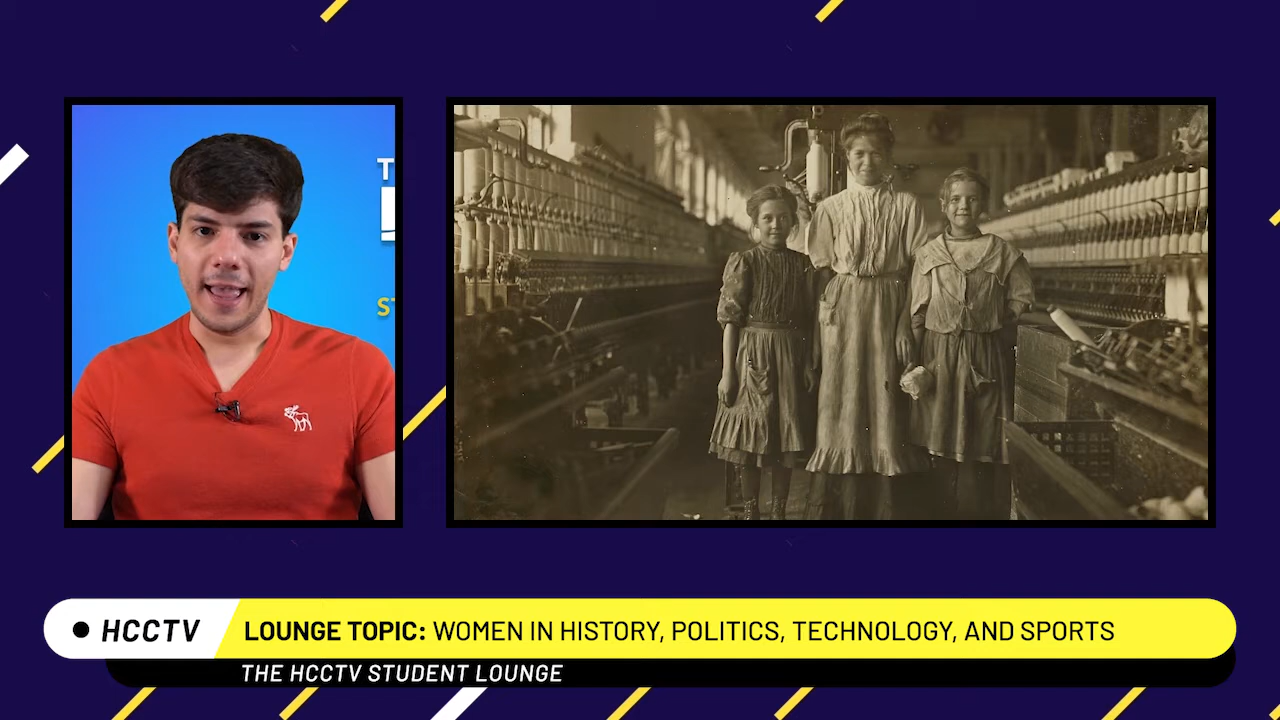 HCCTV
LOUNGE TOPIC: WOMEN IN HISTORY, POLITICS, TECHNOLOGY, AND SPORTS
THE HCCTV STUDENT LOUNGE